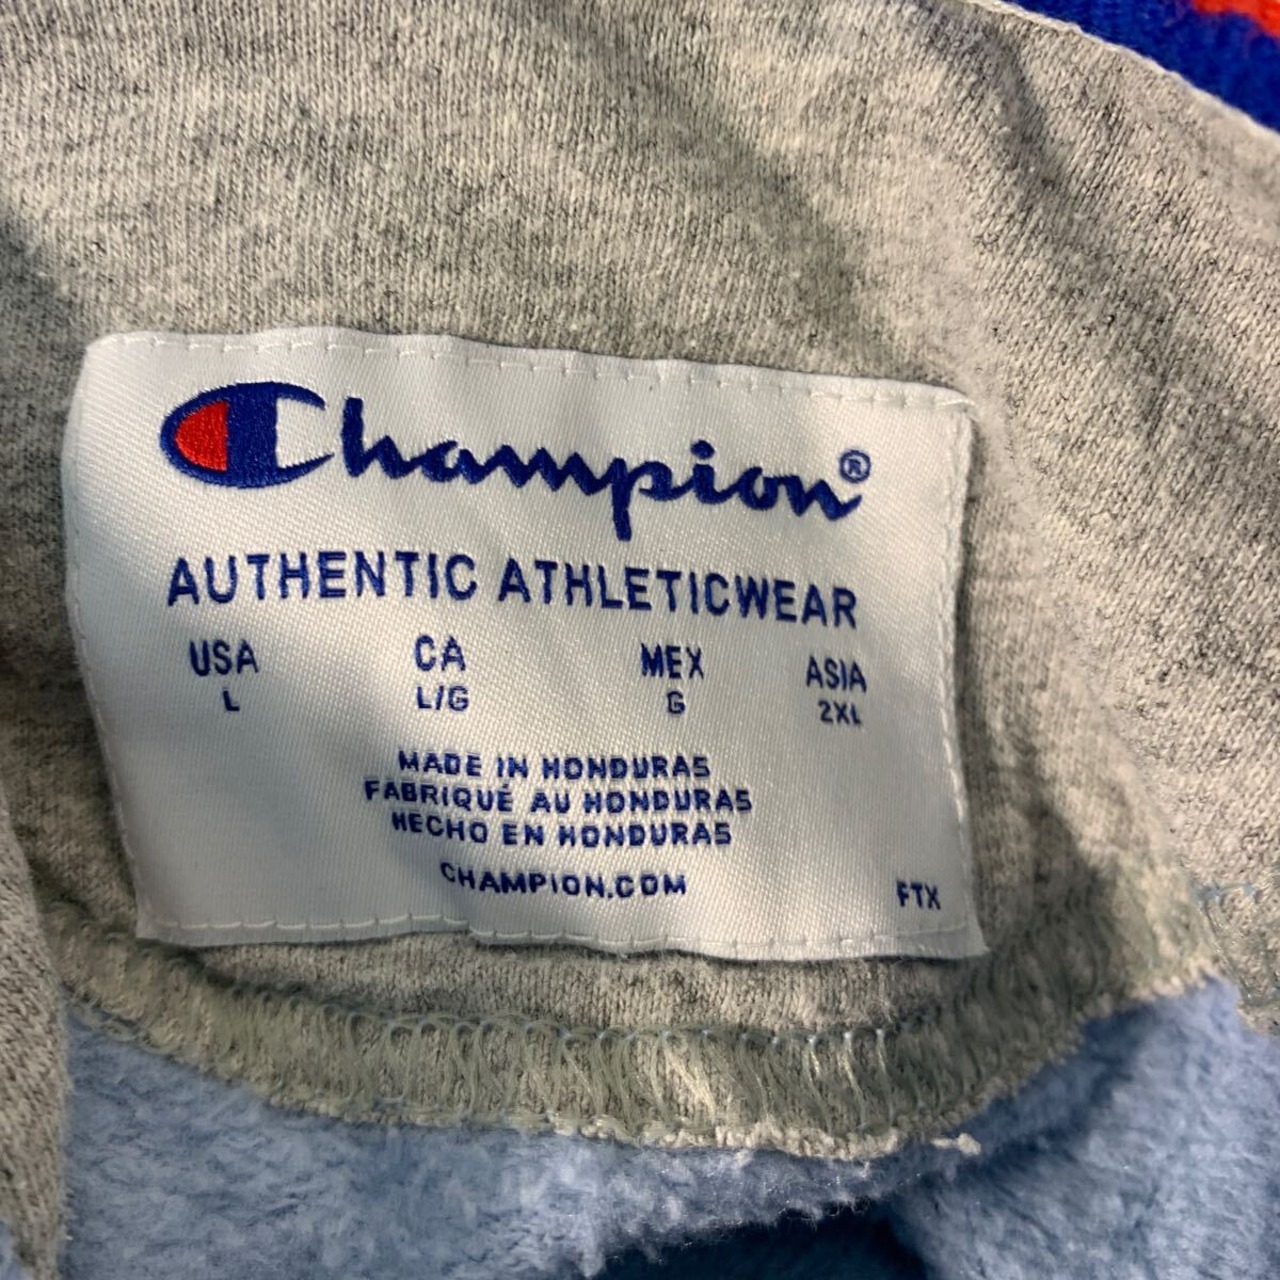 Champion®
AUTHENTIC ATHLETICWEAR
USA CA MEX ASIA
L L/G G 2XL
MADE IN HONDURAS
FABRIQUÉ AU HONDURAS
HECHO EN HONDURAS
CHAMPION.COM
FTX